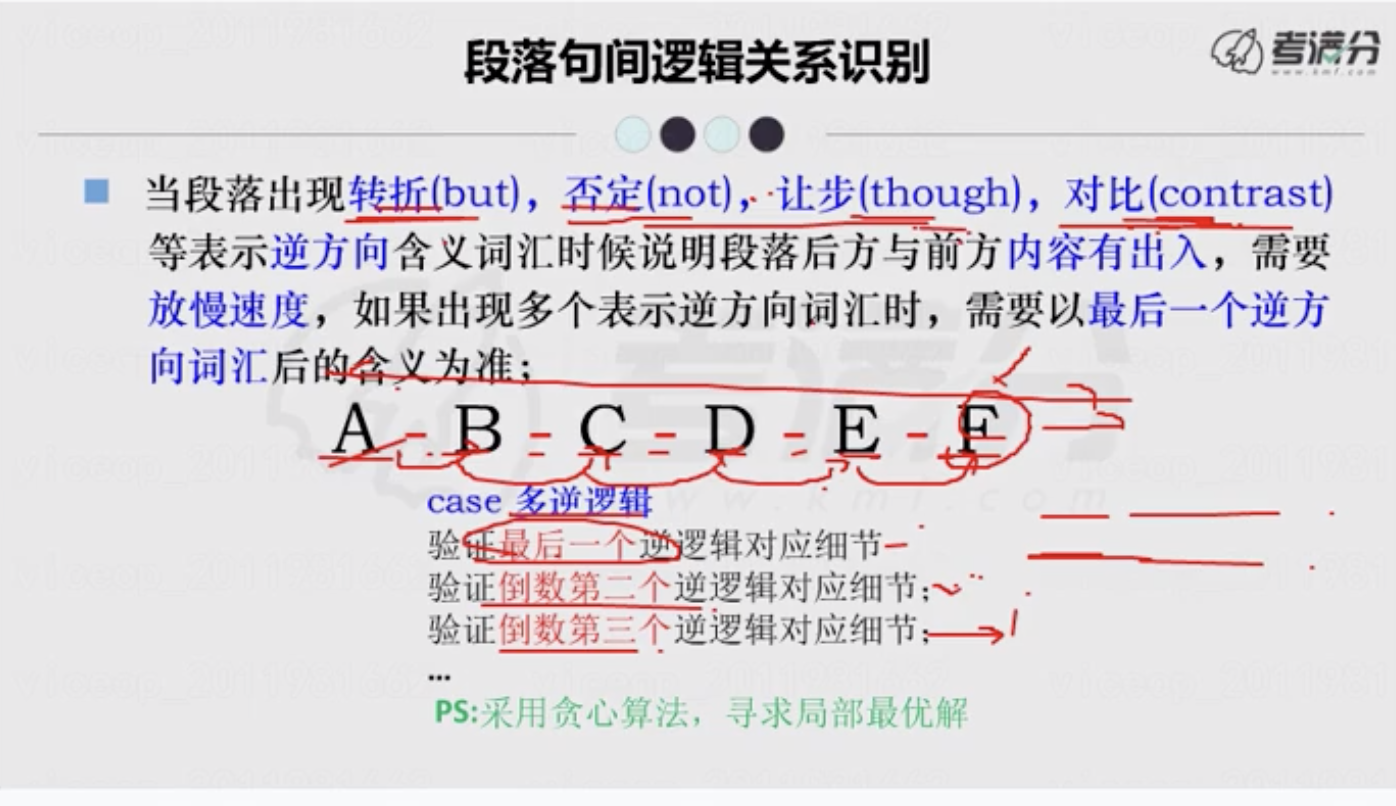 段落句间逻辑关系识别
考满分
www.kmf.com
当段落出现转折(but)，否定(not)，让步(though)，对比(contrast)
等表示逆方向含义词汇时候说明段落后方与前方内容有出入，需要
放慢速度，如果出现多个表示逆方向词汇时，需要以最后一个逆方
向词汇后的含义为准；
A - B - C - D - E - F
case 多逆逻辑
验证最后一个逆逻辑对应细节
验证倒数第二个逆逻辑对应细节；
验证倒数第三个逆逻辑对应细节；
...
PS:采用贪心算法，寻求局部最优解
考满分
www.kmf.com